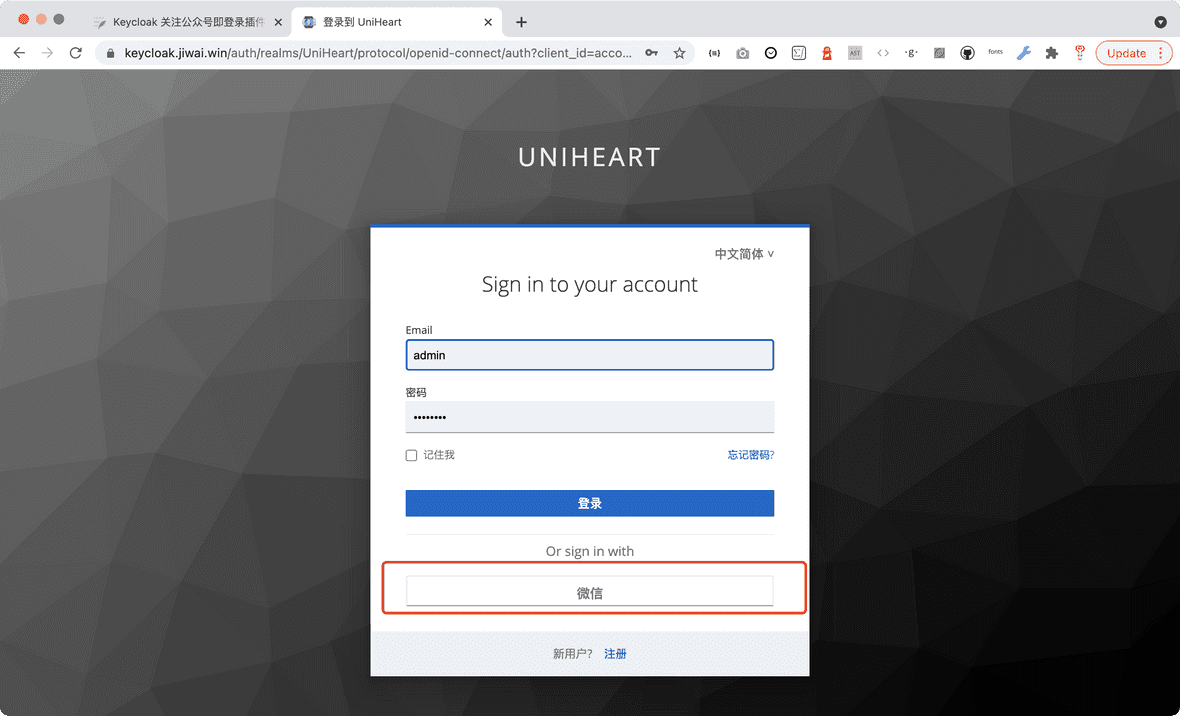 Keycloak 关注公众号即登录插件
登录到 UniHeart
keycloak.jiwai.win/auth/realms/UniHeart/protocol/openid-connect/auth?client_id=acco...
AST
·g·
fonts
Update
UNIHEART
中文简体
Sign in to your account
Email
admin
密码
••••••••
记住我
忘记密码?
登录
Or sign in with
微信
新用户? 注册